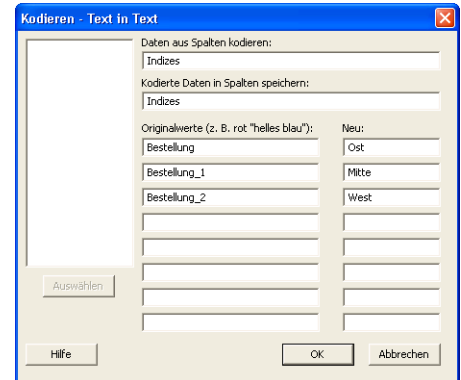 Kodieren - Text in Text
Daten aus Spalten kodieren:
Indizes
Kodierte Daten in Spalten speichern:
Indizes
Originalwerte (z. B. rot "helles blau"): Neu:
Bestellung Ost
Bestellung_1 Mitte
Bestellung_2 West
Auswählen
Hilfe OK Abbrechen